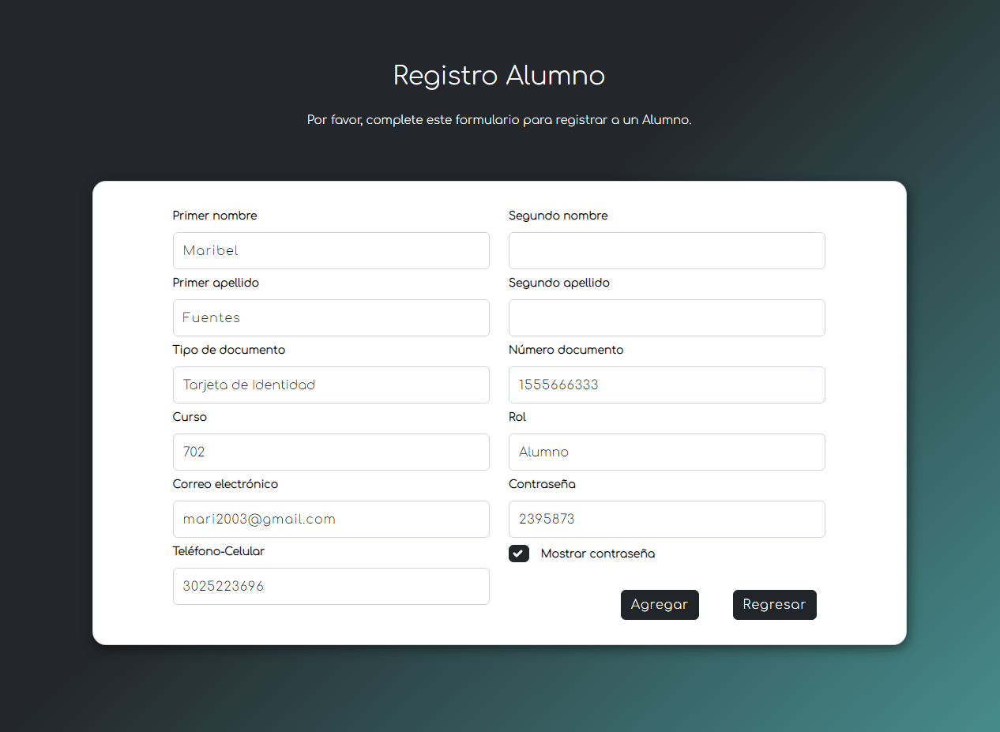 Registro Alumno
Por favor, complete este formulario para registrar a un Alumno.
Primer nombre
Segundo nombre
Maribel
Primer apellido
Segundo apellido
Fuentes
Tipo de documento
Número documento
Tarjeta de Identidad
1555666333
Curso
Rol
702
Alumno
Correo electrónico
Contraseña
mari2003@gmail.com
2395873
Teléfono-Celular
Mostrar contraseña
3025223696
Agregar
Regresar